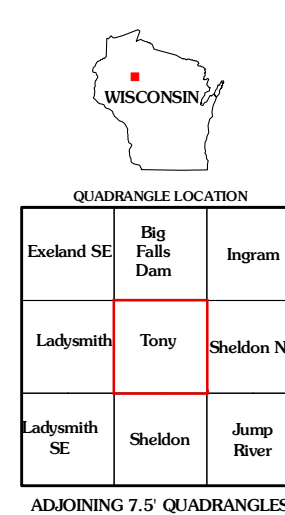 WISCONSIN
QUADRANGLE LOCATION
Exeland SE
Big
Falls
Dam
Ingram
Ladysmith
Tony
Sheldon N
Ladysmith
SE
Sheldon
Jump
River
ADJOINING 7.5' QUADRANGLES